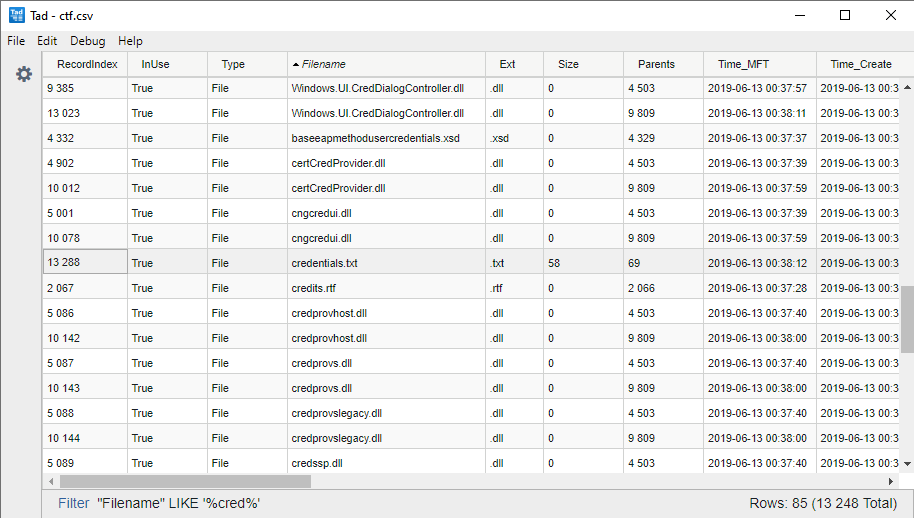 Tad - ctf.csv
File Edit Debug Help
RecordIndex InUse Type Filename Ext Size Parents Time_MFT Time_Create
9 385 True File Windows.UI.CredDialogController.dll .dll 0 4 503 2019-06-13 00:37:57 2019-06-13 00:3
13 023 True File Windows.UI.CredDialogController.dll .dll 0 9 809 2019-06-13 00:38:11 2019-06-13 00:3
4 332 True File baseeapmethodusercredentials.xsd .xsd 0 4 329 2019-06-13 00:37:37 2019-06-13 00:3
4 902 True File certCredProvider.dll .dll 0 4 503 2019-06-13 00:37:39 2019-06-13 00:3
10 012 True File certCredProvider.dll .dll 0 9 809 2019-06-13 00:37:59 2019-06-13 00:3
5 001 True File cngcredui.dll .dll 0 4 503 2019-06-13 00:37:39 2019-06-13 00:3
10 078 True File cngcredui.dll .dll 0 9 809 2019-06-13 00:37:59 2019-06-13 00:3
13 288 True File credentials.txt .txt 58 69 2019-06-13 00:38:12 2019-06-13 00:3
2 067 True File credits.rtf .rtf 0 2 066 2019-06-13 00:37:28 2019-06-13 00:3
5 086 True File credprovhost.dll .dll 0 4 503 2019-06-13 00:37:40 2019-06-13 00:3
10 142 True File credprovhost.dll .dll 0 9 809 2019-06-13 00:38:00 2019-06-13 00:3
5 087 True File credprovs.dll .dll 0 4 503 2019-06-13 00:37:40 2019-06-13 00:3
10 143 True File credprovs.dll .dll 0 9 809 2019-06-13 00:38:00 2019-06-13 00:3
5 088 True File credprovslegacy.dll .dll 0 4 503 2019-06-13 00:37:40 2019-06-13 00:3
10 144 True File credprovslegacy.dll .dll 0 9 809 2019-06-13 00:38:00 2019-06-13 00:3
5 089 True File credssp.dll .dll 0 4 503 2019-06-13 00:37:40 2019-06-13 00:3
Filter "Filename" LIKE '%cred%' Rows: 85 (13 248 Total)